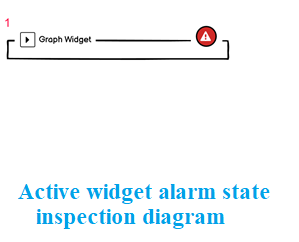 1
Graph Widget
Active widget alarm state
inspection diagram